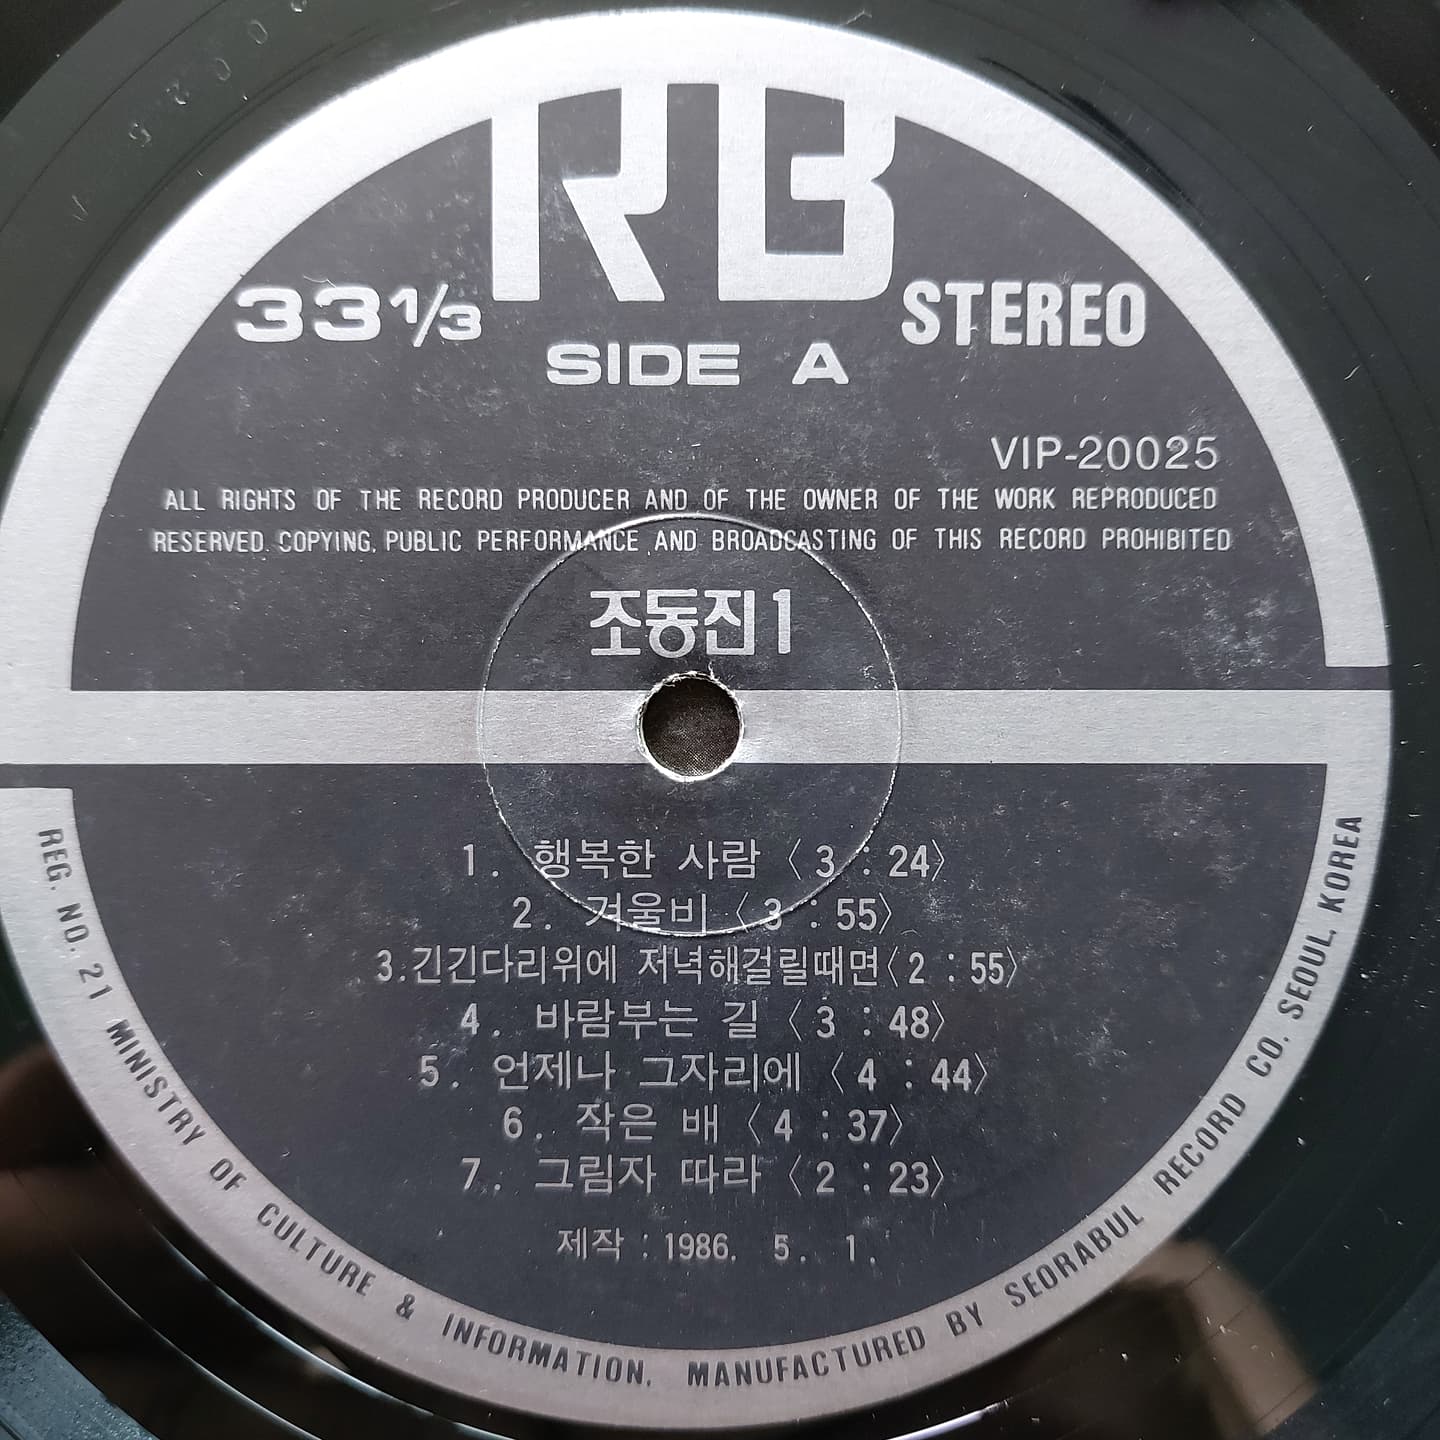 RB
33 1/3
STEREO
SIDE A
VIP-20025
ALL RIGHTS OF THE RECORD PRODUCER AND OF THE OWNER OF THE WORK REPRODUCED
RESERVED. COPYING, PUBLIC PERFORMANCE AND BROADCASTING OF THIS RECORD PROHIBITED
조동진1
1. 행복한 사람 〈3 : 24〉
2. 겨울비 〈3 : 55〉
3.긴긴다리위에 저녁해걸릴때면〈2 : 55〉
4. 바람부는 길 〈3 : 48〉
5. 언제나 그자리에 〈4 : 44〉
6. 작은 배 〈4 : 37〉
7. 그림자 따라 〈2 : 23〉
제작 : 1986. 5. 1.
REG. NO. 21 MINISTRY OF CULTURE & INFORMATION, MANUFACTURED BY SEORABUL RECORD CO. SEOUL, KOREA